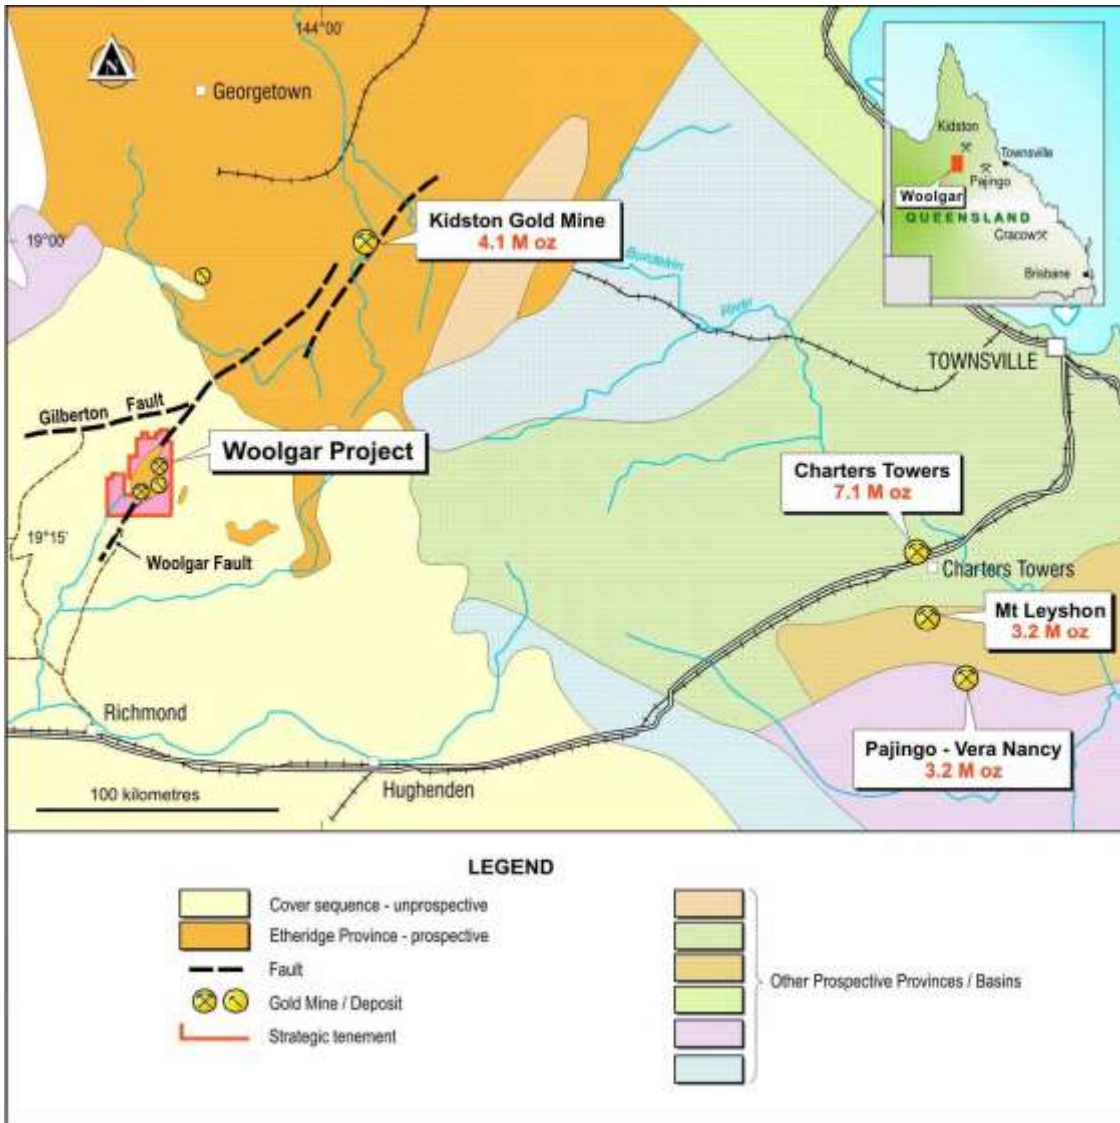 144°00'
N
Georgetown
Kidston
Townsville
Pajingo
Woolgar
QUEENSLAND
Cracow
Brisbane
Kidston Gold Mine
4.1 M oz
19°00'
Burdekin
River
TOWNSVILLE
Gilberton Fault
Woolgar Project
Charters Towers
7.1 M oz
19°15'
Woolgar Fault
Charters Towers
Mt Leyshon
3.2 M oz
Richmond
Pajingo - Vera Nancy
3.2 M oz
100 kilometres
Hughenden
LEGEND
Cover sequence - unprospective
Etheridge Province - prospective
Fault
Gold Mine / Deposit
Strategic tenement
Other Prospective Provinces / Basins